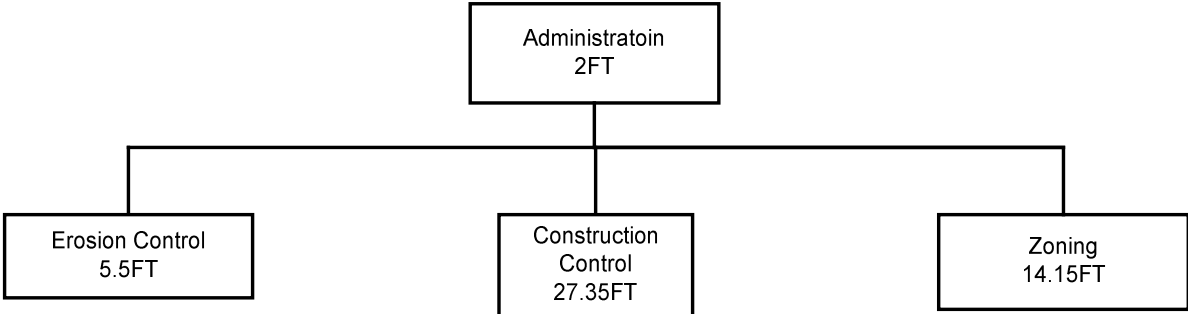 Administratoin
2FT
Erosion Control
5.5FT
Construction
Control
27.35FT
Zoning
14.15FT